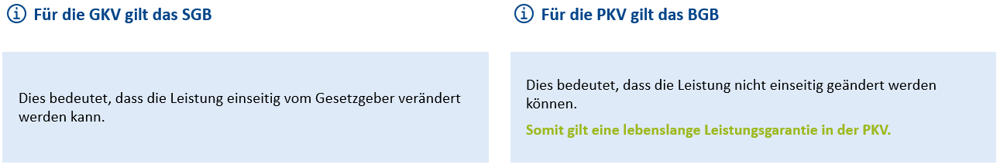 Für die GKV gilt das SGB
Dies bedeutet, dass die Leistung einseitig vom Gesetzgeber verändert
werden kann.
Für die PKV gilt das BGB
Dies bedeutet, dass die Leistung nicht einseitig geändert werden
können.
Somit gilt eine lebenslange Leistungsgarantie in der PKV.